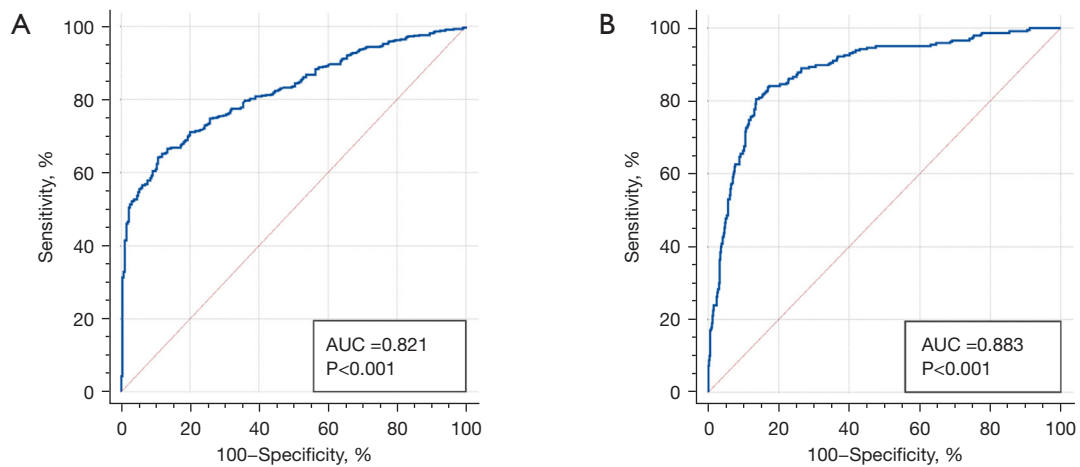 A
Sensitivity, %
100
80
60
40
20
0
AUC =0.821
P<0.001
0 20 40 60 80 100
100–Specificity, %
B
Sensitivity, %
100
80
60
40
20
0
AUC =0.883
P<0.001
0 20 40 60 80 100
100–Specificity, %